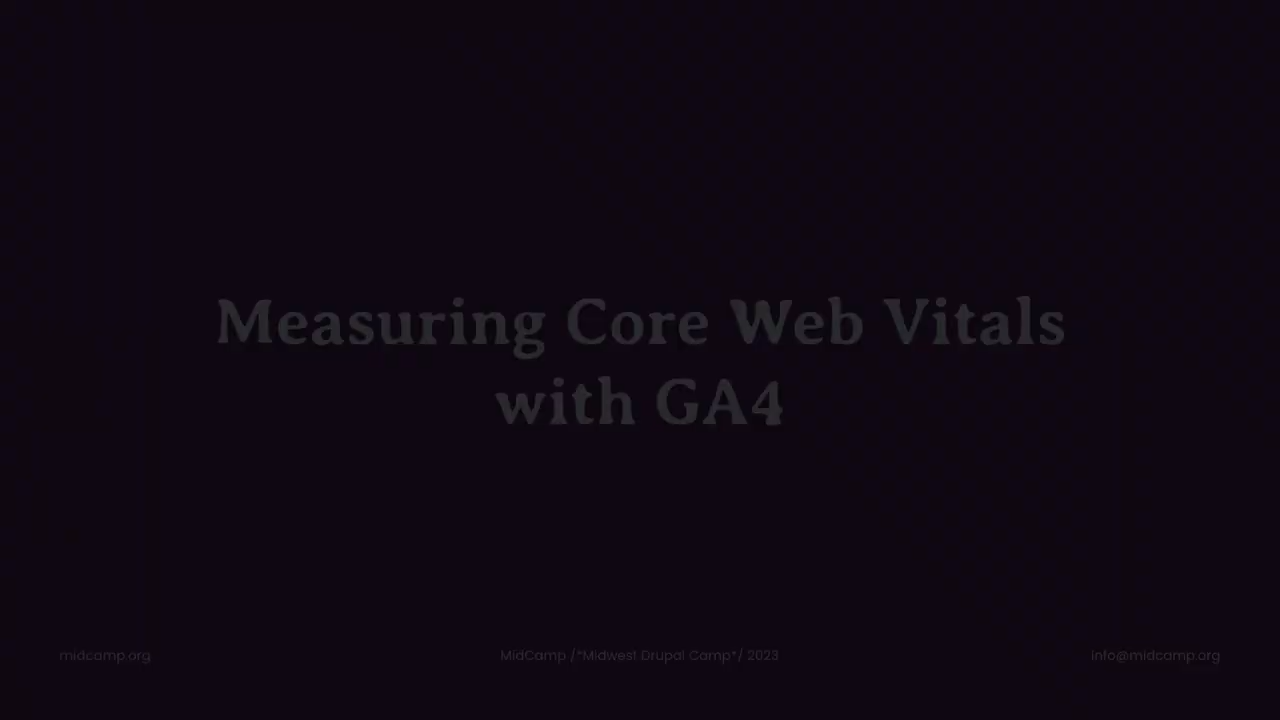 Measuring Core Web Vitals
with GA4
midcamp.org
MidCamp /*Midwest Drupal Camp*/ 2023
info@midcamp.org